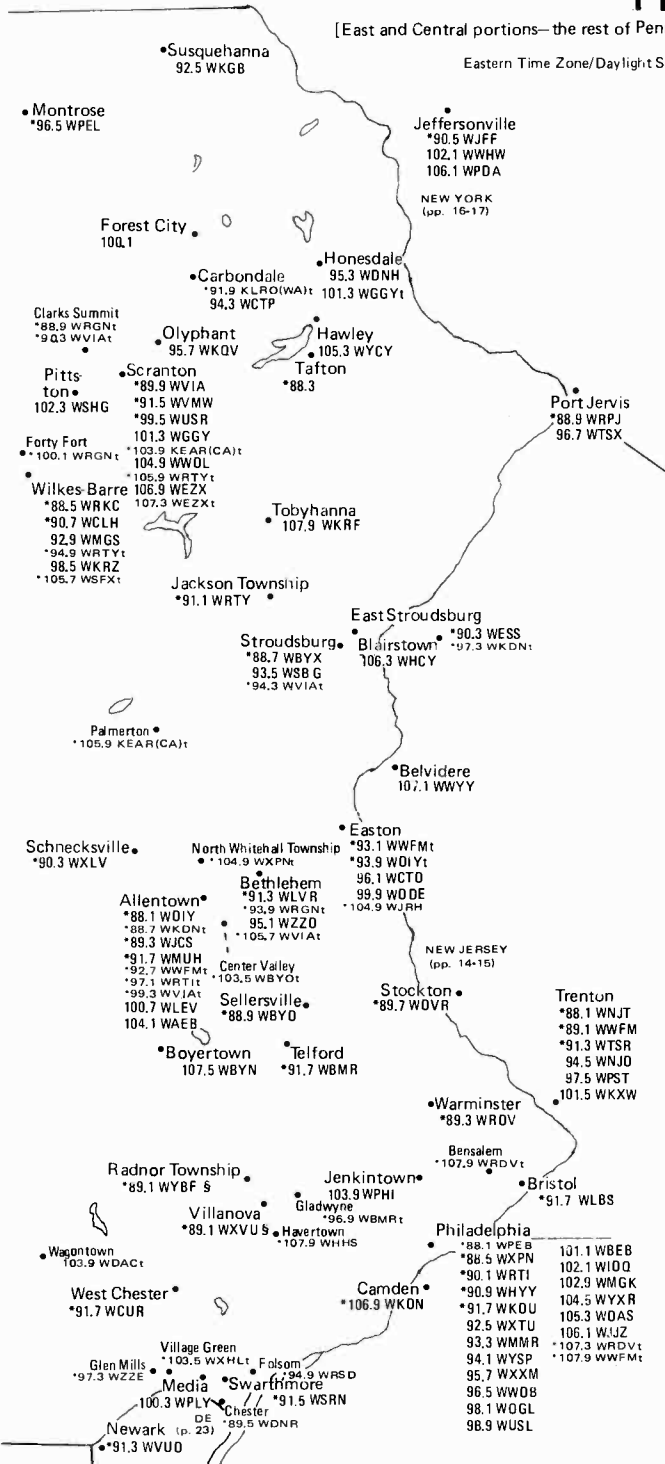 [East and Central portions—the rest of Pen
Eastern Time Zone/Daylight S
Susquehanna
92.5 WKGB
Montrose
*96.5 WPEL
Jeffersonville
*90.5 WJFF
102.1 WWHW
106.1 WPDA
NEW YORK
(pp. 16-17)
Forest City
100.1
Honesdale
95.3 WDNH
101.3 WGGYt
Carbondale
*91.9 KLRO(WA)t
94.3 WCTP
Clarks Summit
*88.9 WRGNt
*90.3 WVIAt
Olyphant
95.7 WKQV
Hawley
105.3 WYCY
Tafton
*88.3
Pitts-
ton
102.3 WSHG
Scranton
*89.9 WVIA
*91.5 WVMW
*99.5 WUSR
101.3 WGGY
*103.9 KEAR(CA)t
104.9 WWDL
*105.9 WRTYt
106.9 WEZX
107.3 WEZXt
Port Jervis
*88.9 WRPJ
96.7 WTSX
Forty Fort
*100.1 WRGNt
Wilkes-Barre
*88.5 WRKC
*90.7 WCLH
92.9 WMGS
*94.9 WRTYt
98.5 WKRZ
*105.7 WSFXt
Tobyhanna
107.9 WKRF
Jackson Township
*91.1 WRTY
East Stroudsburg
*90.3 WESS
*97.3 WKDNt
Stroudsburg
*88.7 WBYX
93.5 WSBG
*94.3 WVIAt
Blairstown
106.3 WHCY
Palmerton
*105.9 KEAR(CA)t
Belvidere
107.1 WWYY
Easton
*93.1 WWFMt
*93.9 WDIYt
96.1 WCTO
99.9 WODE
*104.9 WJRH
Schnecksville
*90.3 WXLV
North Whitehall Township
*104.9 WXPNt
Bethlehem
*91.3 WLVR
*93.9 WRGNt
95.1 WZZO
*105.7 WVIAt
Allentown
*88.1 WDIY
*88.7 WKDNt
*89.3 WJCS
*91.7 WMUH
*92.7 WWFMt
*97.1 WRTIt
*99.3 WVIAt
100.7 WLEV
104.1 WAEB
Center Valley
*103.5 WBYOt
NEW JERSEY
(pp. 14-15)
Sellersville
*88.9 WBYO
Stockton
*89.7 WDVR
Trenton
*88.1 WNJT
*89.1 WWFM
*91.3 WTSR
94.5 WNJO
97.5 WPST
101.5 WKXW
Boyertown
107.5 WBYN
Telford
*91.7 WBMR
Warminster
*89.3 WRDV
Bensalem
*107.9 WRDVt
Bristol
*91.7 WLBS
Radnor Township
*89.1 WYBF §
Jenkintown
103.9 WPHI
Villanova
*89.1 WXVU §
Gladwyne
*96.9 WBMRt
Havertown
*107.9 WHHS
Wagontown
103.9 WDACt
Philadelphia
*88.1 WPEB
*88.5 WXPN
*90.1 WRTI
*90.9 WHYY
*91.7 WKDU
92.5 WXTU
93.3 WMMR
94.1 WYSP
95.7 WXXM
96.5 WWDB
98.1 WOGL
98.9 WUSL
101.1 WBEB
102.1 WIOQ
102.9 WMGK
104.5 WYXR
105.3 WDAS
106.1 WJJZ
*107.3 WRDVt
*107.9 WWFMt
West Chester
*91.7 WCUR
Camden
*106.9 WKDN
Village Green
*103.5 WXHLt
Glen Mills
*97.3 WZZE
Folsom
*94.9 WRSD
Media
100.3 WPLY
Swarthmore
*91.5 WSRN
Chester
*89.5 WDNR
DE
(p. 23)
Newark
*91.3 WVUD